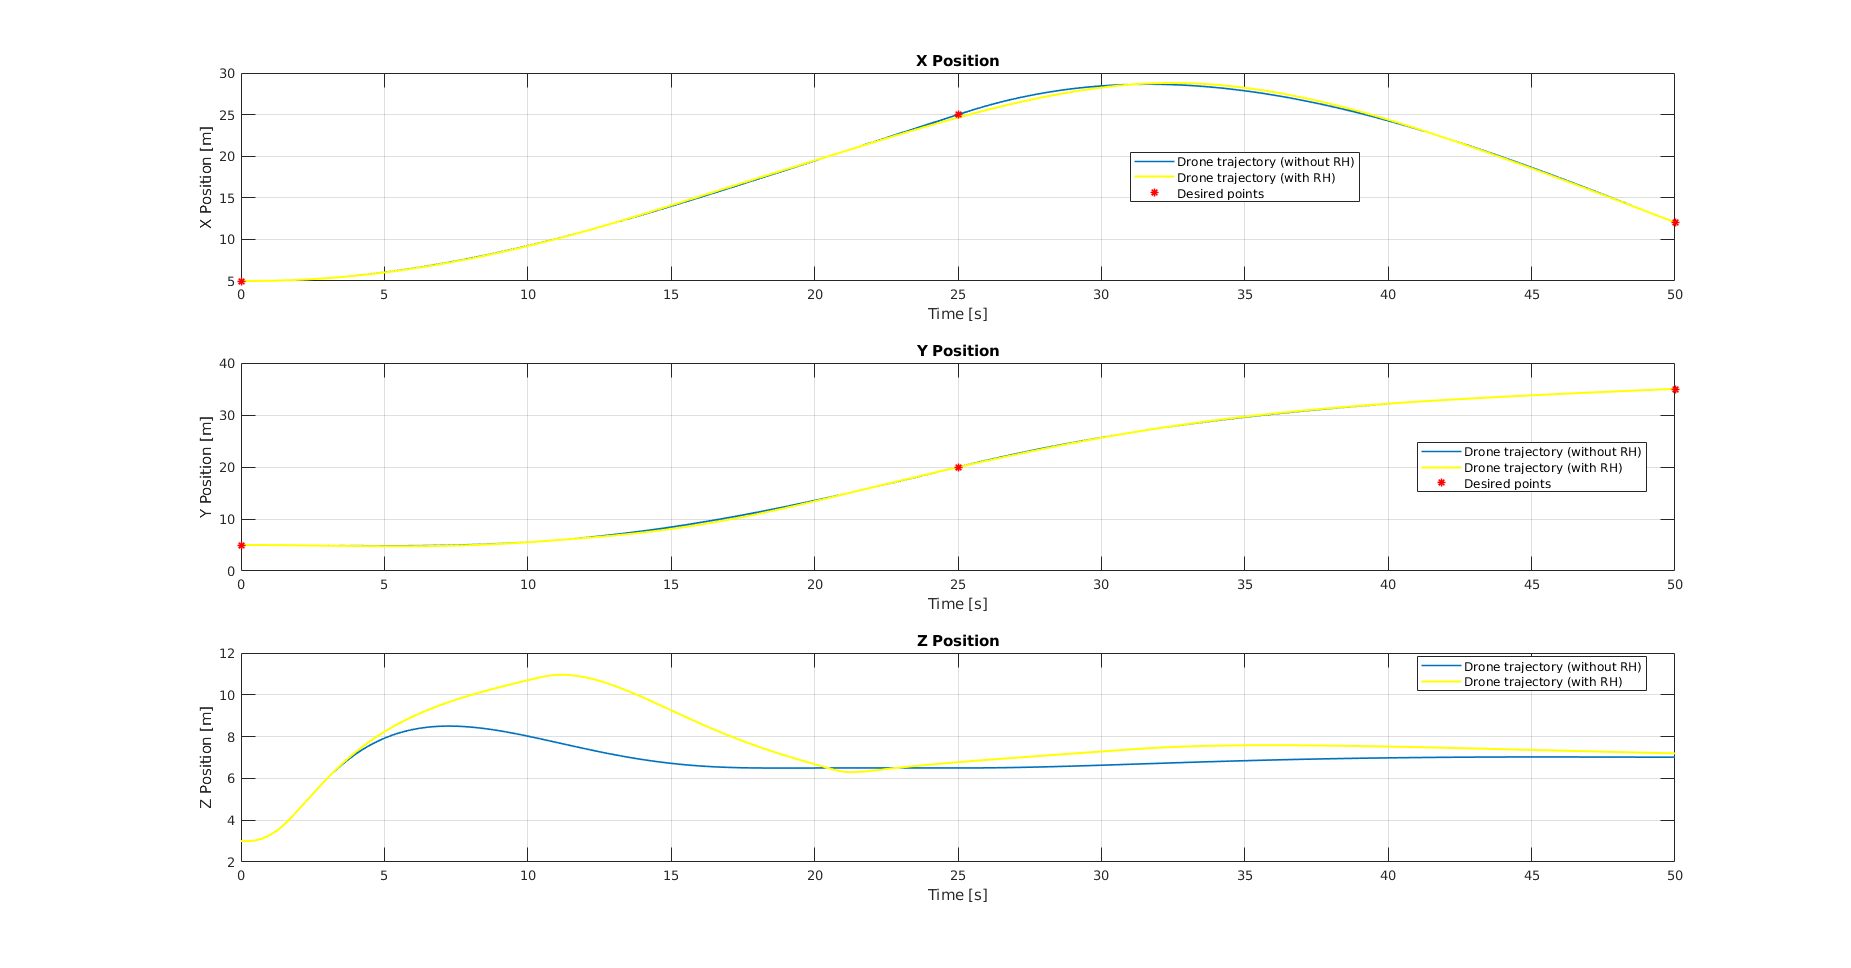 X Position
30
25
20
15
10
5
X Position [m]
Drone trajectory (without RH)
Drone trajectory (with RH)
Desired points
0 5 10 15 20 25 30 35 40 45 50
Time [s]
Y Position
40
30
20
10
0
Y Position [m]
Drone trajectory (without RH)
Drone trajectory (with RH)
Desired points
0 5 10 15 20 25 30 35 40 45 50
Time [s]
Z Position
12
10
8
6
4
2
Z Position [m]
Drone trajectory (without RH)
Drone trajectory (with RH)
0 5 10 15 20 25 30 35 40 45 50
Time [s]